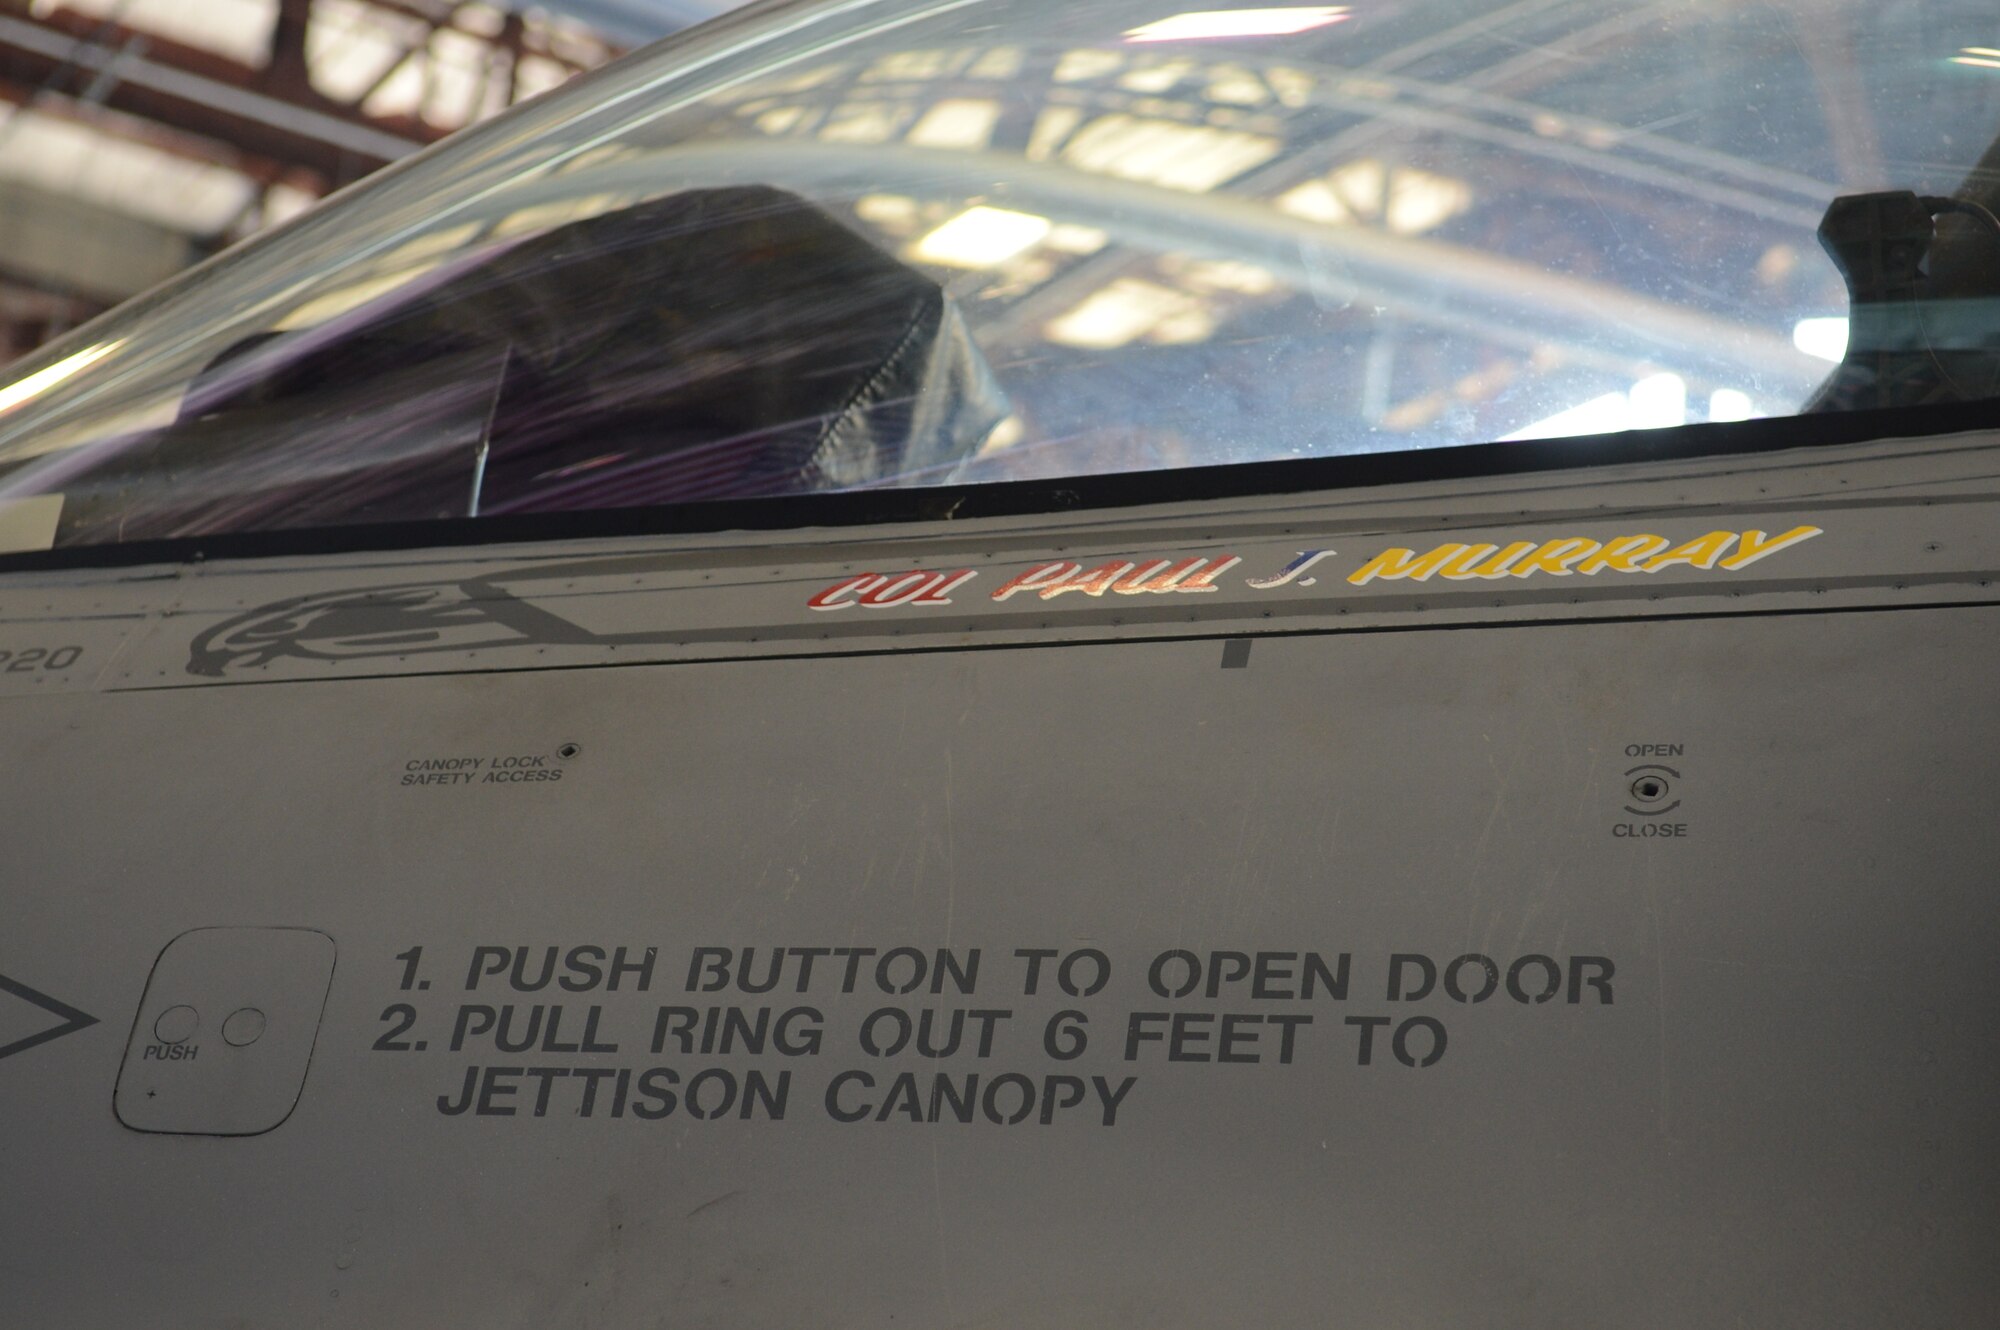 COL PAUL J. MURRAY
220
CANOPY LOCK
SAFETY ACCESS
OPEN
CLOSE
PUSH
1. PUSH BUTTON TO OPEN DOOR
2. PULL RING OUT 6 FEET TO
JETTISON CANOPY